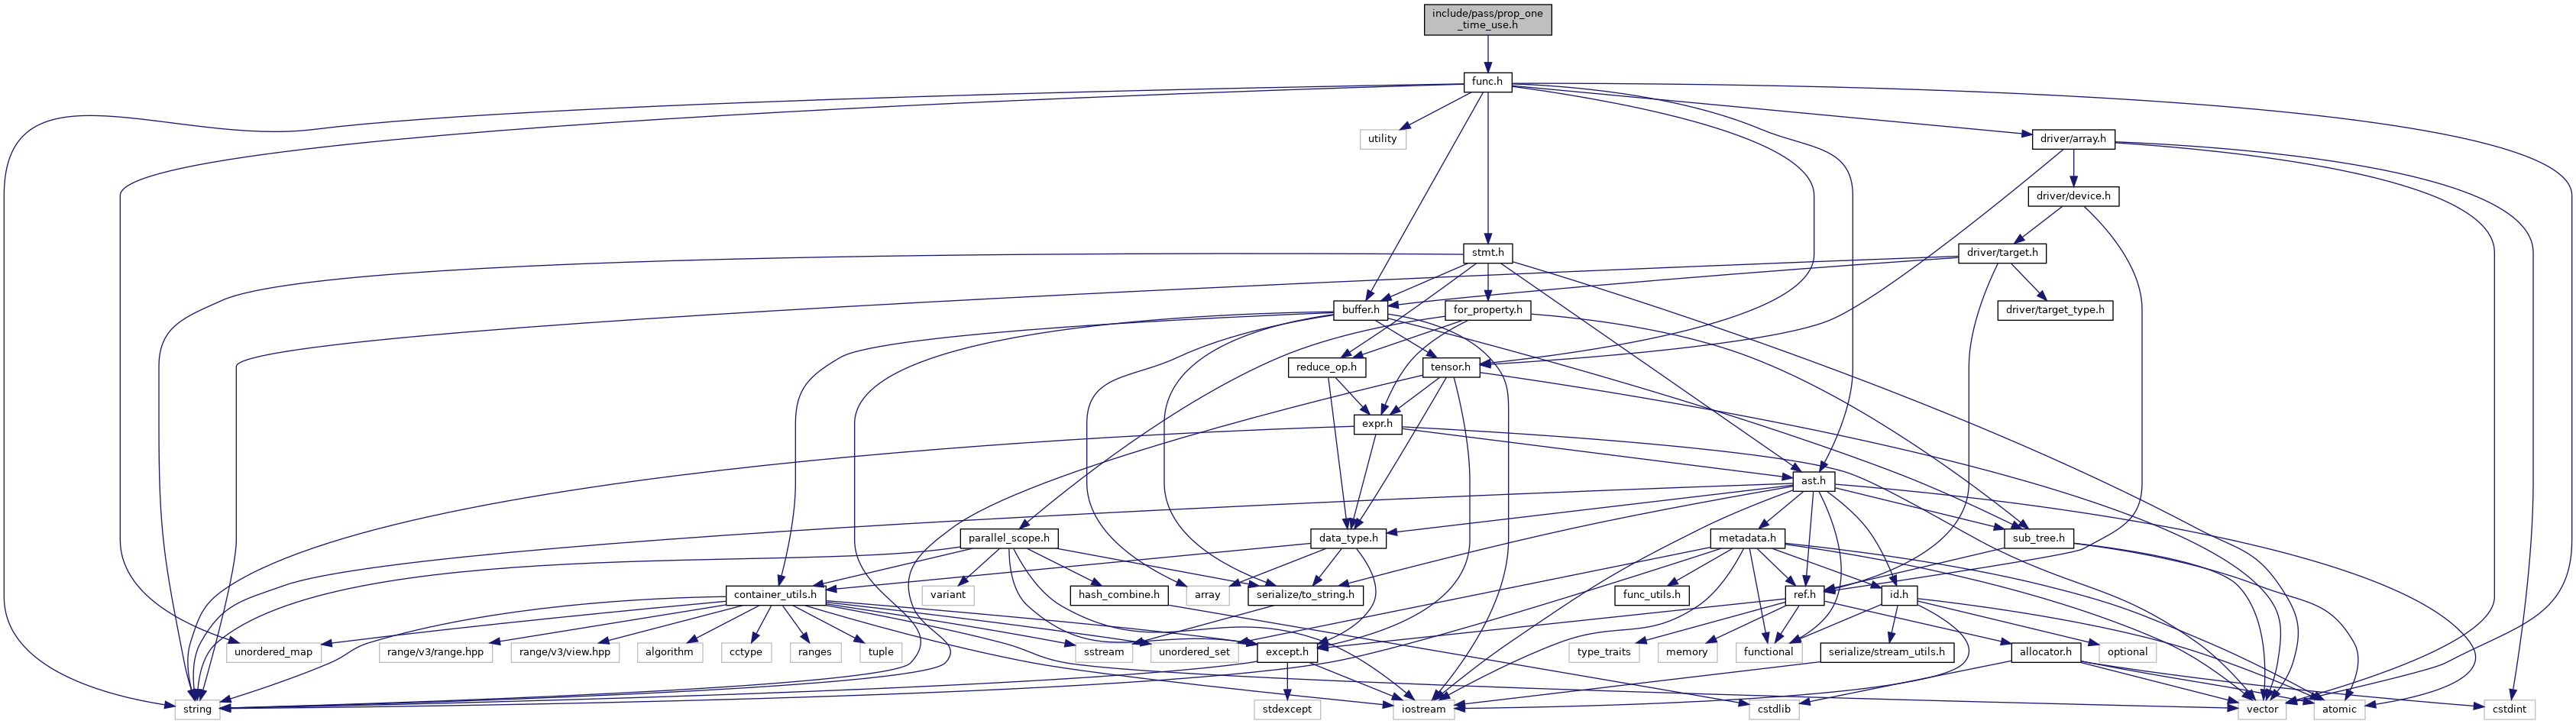 include/pass/prop_one
_time_use.h
func.h
utility
driver/array.h
driver/device.h
stmt.h
driver/target.h
buffer.h
for_property.h
driver/target_type.h
reduce_op.h
tensor.h
expr.h
ast.h
parallel_scope.h
data_type.h
metadata.h
sub_tree.h
container_utils.h
variant
hash_combine.h
array
serialize/to_string.h
func_utils.h
ref.h
id.h
unordered_map
range/v3/range.hpp
range/v3/view.hpp
algorithm
cctype
ranges
tuple
sstream
unordered_set
except.h
type_traits
memory
functional
serialize/stream_utils.h
allocator.h
optional
string
stdexcept
iostream
cstdlib
vector
atomic
cstdint